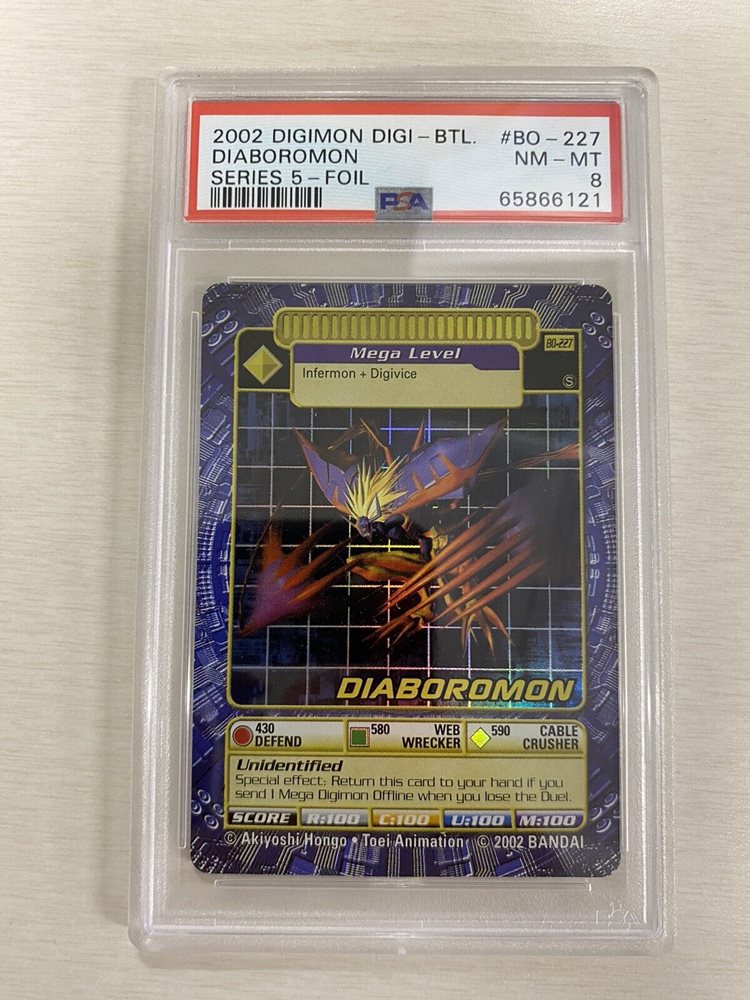 2002 DIGIMON DIGI-BTL. #BO-227
DIABOROMON NM-MT
SERIES 5-FOIL 8
PSA 65866121
BO-227
Mega Level
Infermon + Digivice
S
DIABOROMON
430 DEFEND
580 WEB WRECKER
590 CABLE CRUSHER
Unidentified
Special effect: Return this card to your hand if you
send 1 Mega Digimon Offline when you lose the Duel.
SCORE R:100 C:100 U:100 M:100
© Akiyoshi Hongo • Toei Animation © 2002 BANDAI